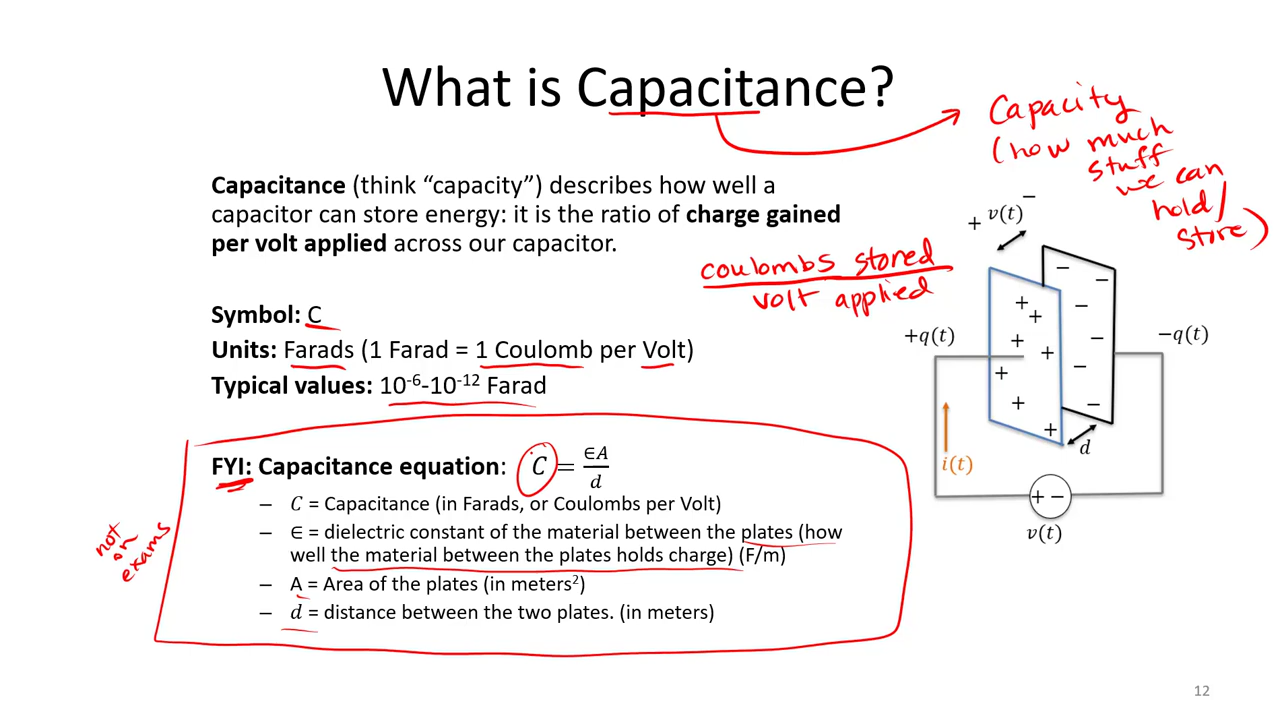 What is Capacitance?
Capacity
(how much
stuff
we can
hold/
store)
Capacitance (think “capacity”) describes how well a
capacitor can store energy: it is the ratio of charge gained
per volt applied across our capacitor.
coulombs stored
volt applied
Symbol: C
Units: Farads (1 Farad = 1 Coulomb per Volt)
Typical values: 10⁻⁶-10⁻¹² Farad
FYI: Capacitance equation: C = ∈A/d
– C = Capacitance (in Farads, or Coulombs per Volt)
– ∈ = dielectric constant of the material between the plates (how
well the material between the plates holds charge) (F/m)
– A = Area of the plates (in meters²)
– d = distance between the two plates. (in meters)
not
on
exams
+ v(t) −
+q(t)
−q(t)
− − − − − − −
+ + + + + + +
d
i(t)
+ −
v(t)
12